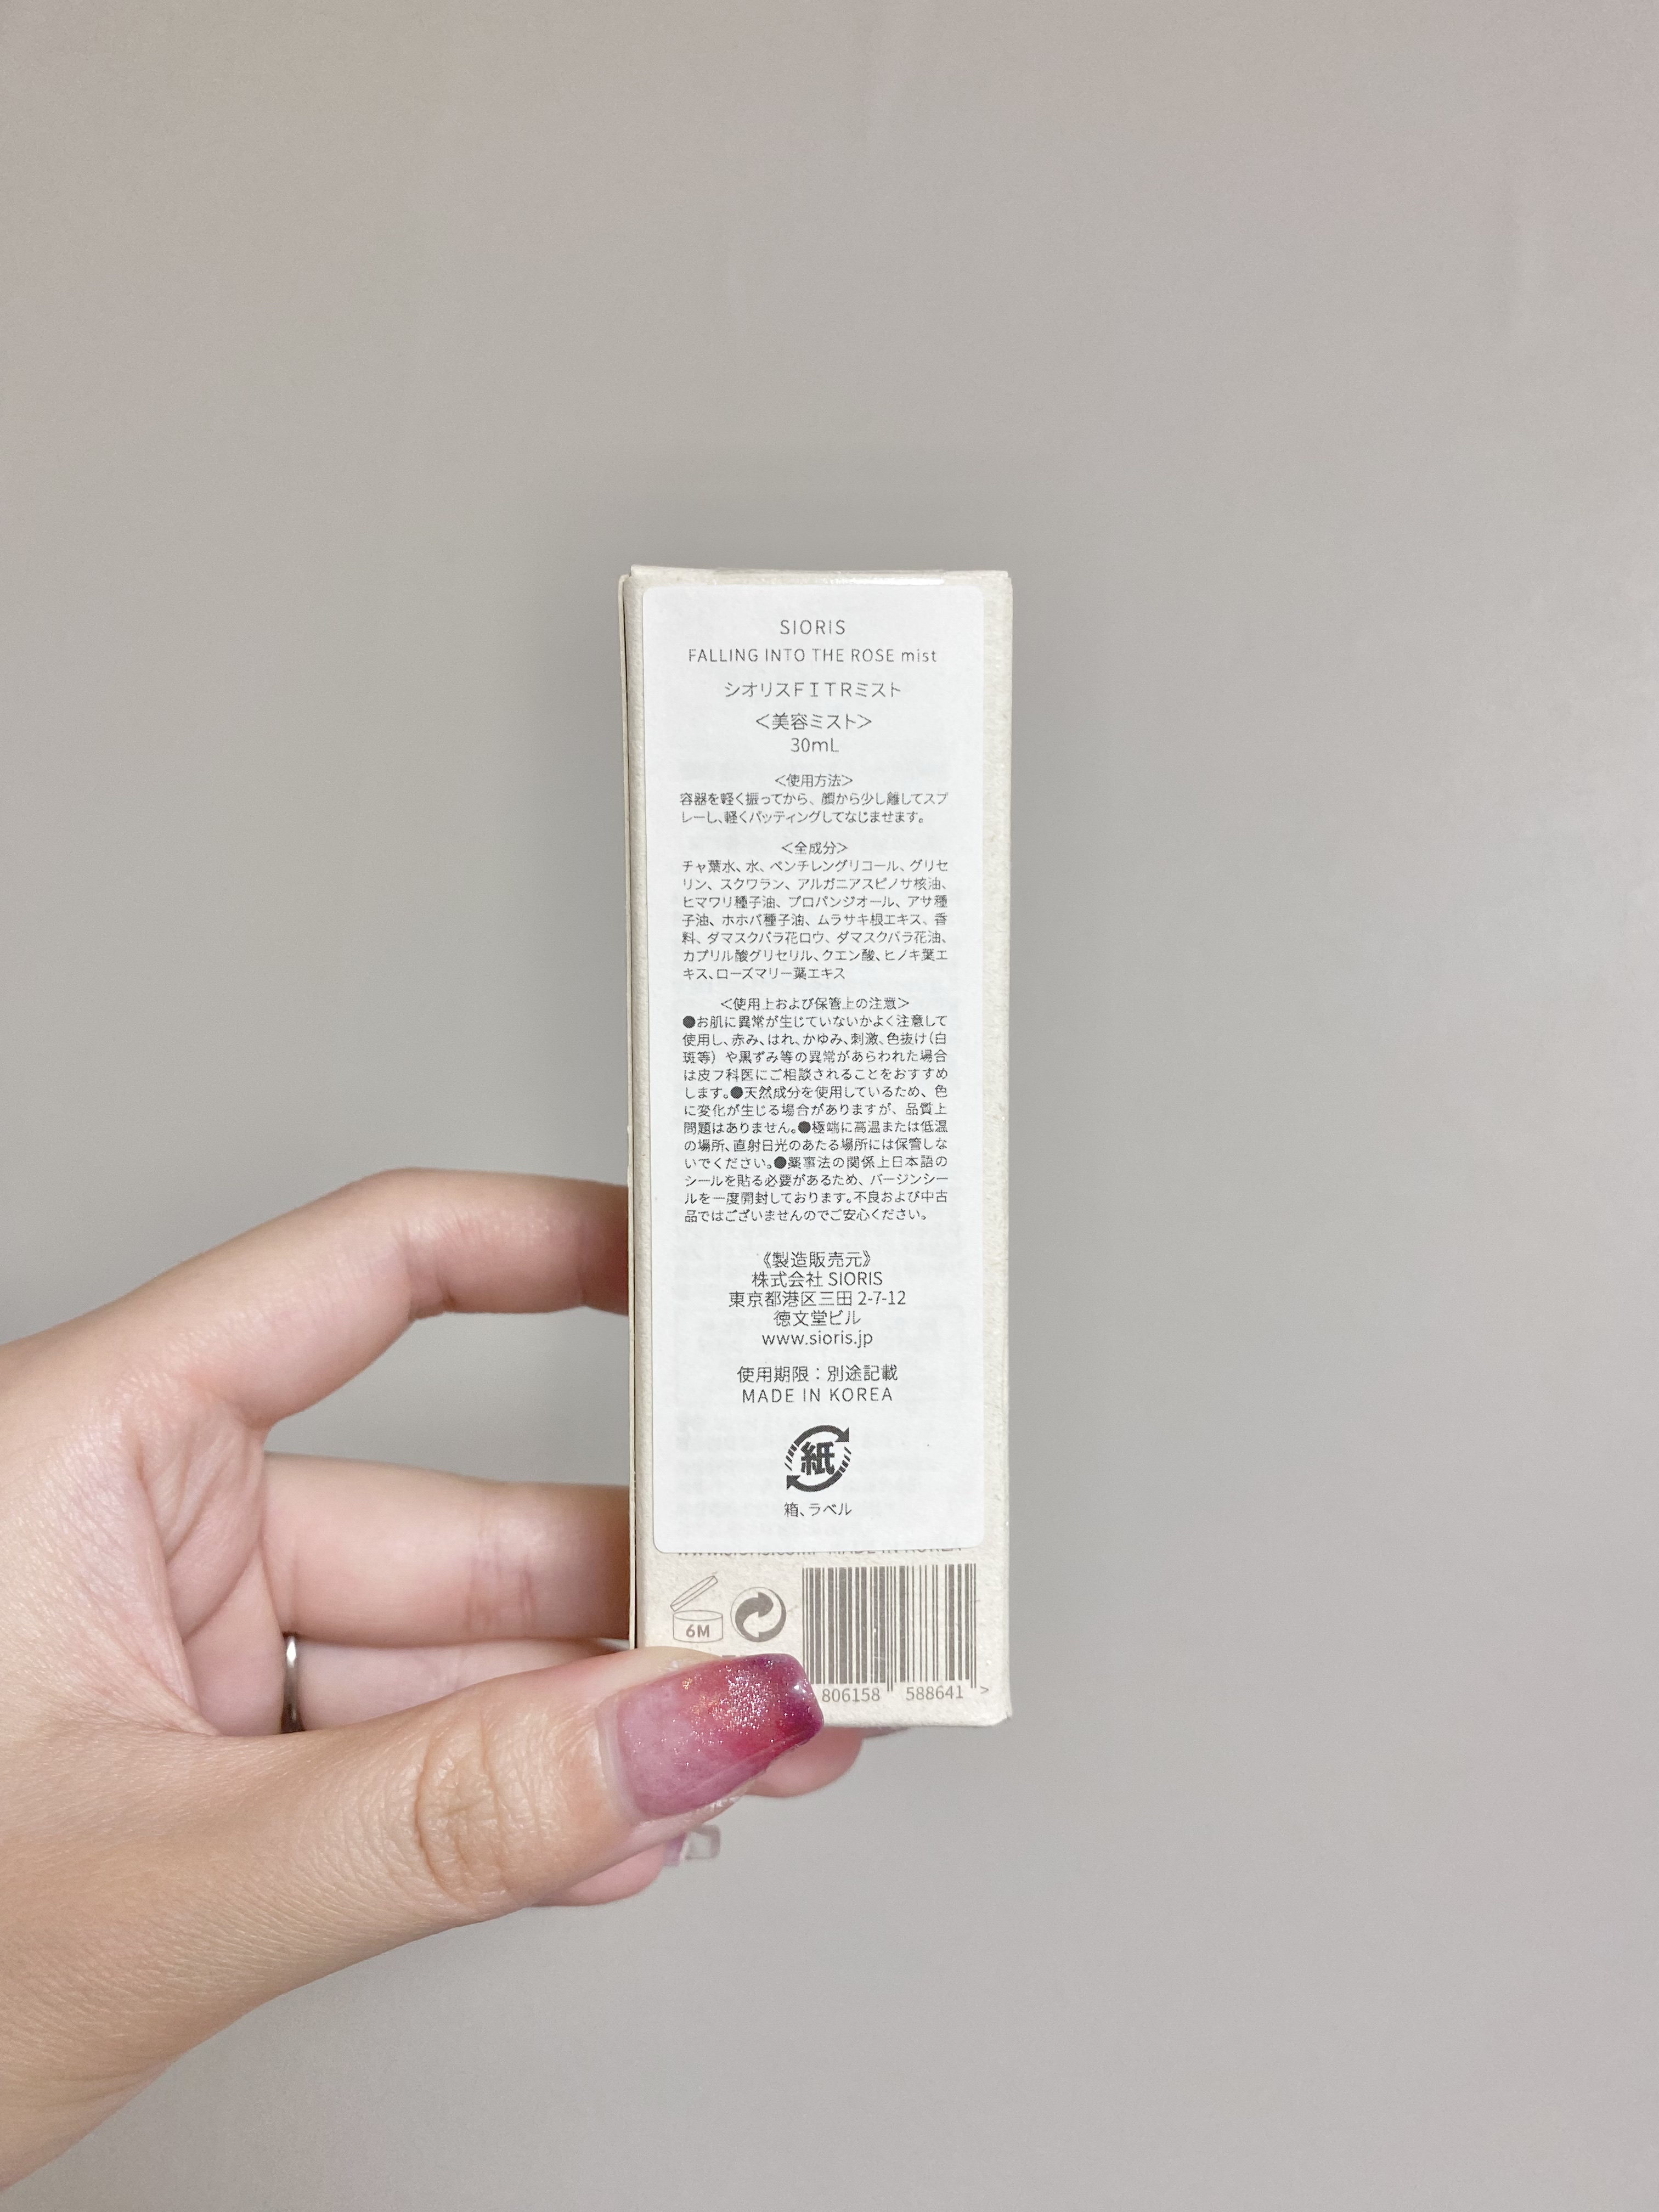 SIORIS
FALLING INTO THE ROSE mist
シオリスＦＩＴＲミスト
＜美容ミスト＞
30mL
＜使用方法＞
容器を軽く振ってから、顔から少し離してスプ
レーし、軽くパッティングしてなじませます。
＜全成分＞
チャ葉水、水、ペンチレングリコール、グリセ
リン、スクワラン、アルガニアスピノサ核油、
ヒマワリ種子油、プロパンジオール、アサ種
子油、ホホバ種子油、ムラサキ根エキス、香
料、ダマスクバラ花ロウ、ダマスクバラ花油、
カプリル酸グリセリル、クエン酸、ヒノキ葉エ
キス、ローズマリー葉エキス
＜使用上および保管上の注意＞
●お肌に異常が生じていないかよく注意して
使用し、赤み、はれ、かゆみ、刺激、色抜け（白
斑等）や黒ずみ等の異常があらわれた場合
は皮フ科医にご相談されることをおすすめ
します。●天然成分を使用しているため、色
に変化が生じる場合がありますが、品質上
問題はありません。●極端に高温または低温
の場所、直射日光のあたる場所には保管しな
いでください。●薬事法の関係上日本語の
シールを貼る必要があるため、バージンシー
ルを一度開封しております。不良および中古
品ではございませんのでご安心ください。
《製造販売元》
株式会社 SIORIS
東京都港区三田 2-7-12
徳文堂ビル
www.sioris.jp
使用期限：別途記載
MADE IN KOREA
紙
箱、ラベル
6M
806158 588641 >